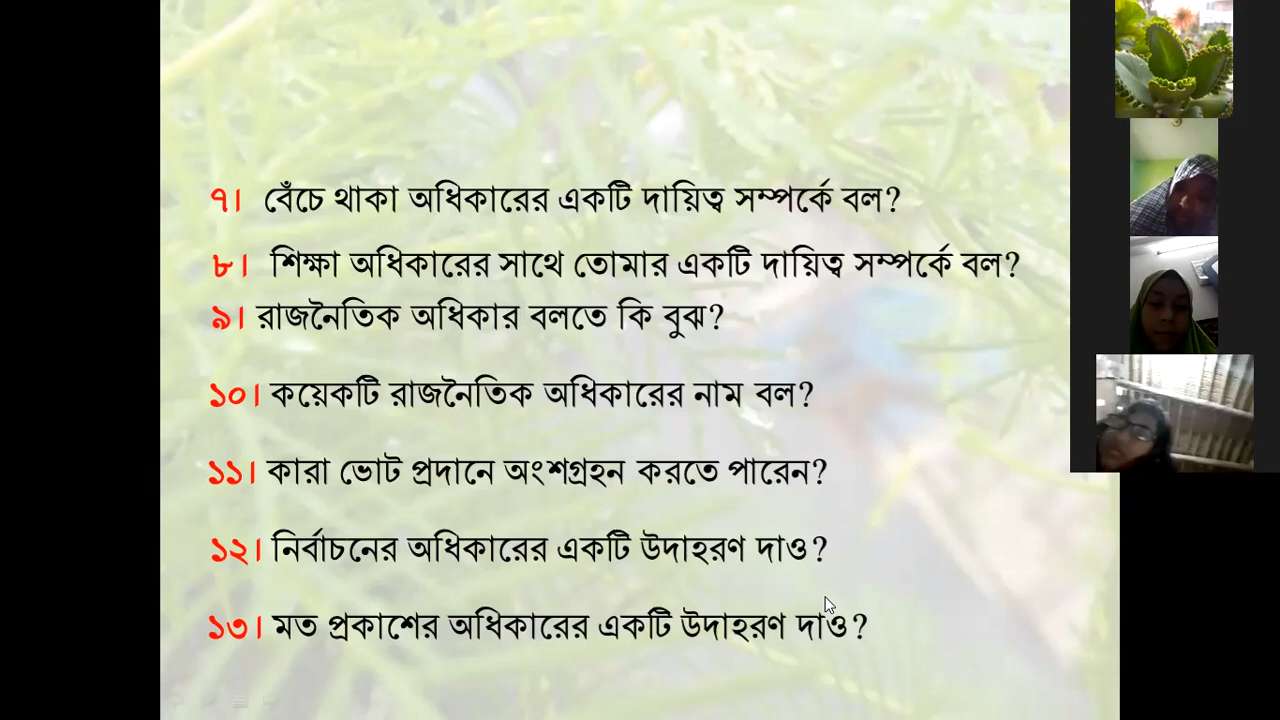 ৭। বেঁচে থাকা অধিকারের একটি দায়িত্ব সম্পর্কে বল?
৮। শিক্ষা অধিকারের সাথে তোমার একটি দায়িত্ব সম্পর্কে বল?
৯। রাজনৈতিক অধিকার বলতে কি বুঝ?
১০। কয়েকটি রাজনৈতিক অধিকারের নাম বল?
১১। কারা ভোট প্রদানে অংশগ্রহন করতে পারেন?
১২। নির্বাচনের অধিকারের একটি উদাহরণ দাও?
১৩। মত প্রকাশের অধিকারের একটি উদাহরণ দাও?